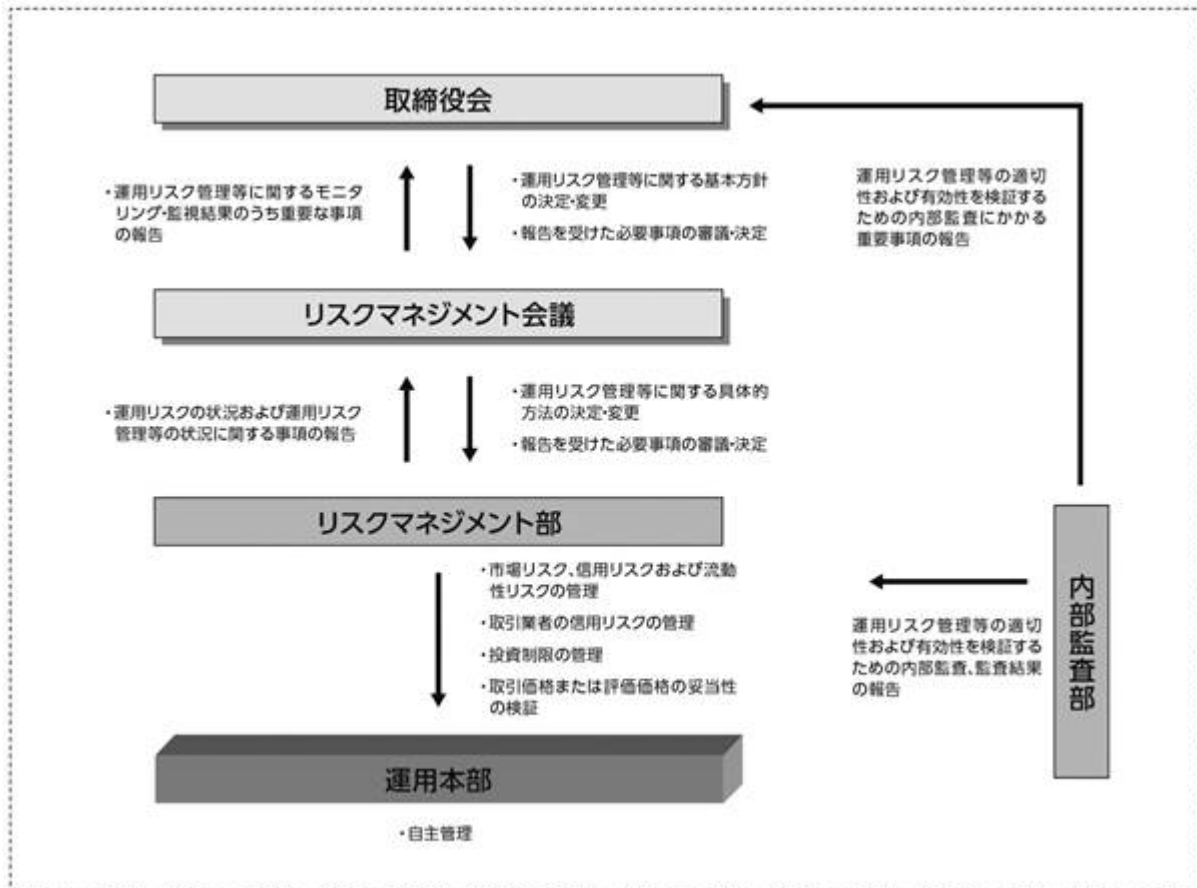 取締役会
・運用リスク管理等に関するモニタ
リング・監視結果のうち重要な事項
の報告
・運用リスク管理等に関する基本方針
の決定・変更
・報告を受けた必要事項の審議・決定
運用リスク管理等の適切
性および有効性を検証する
ための内部監査にかかる
重要事項の報告
リスクマネジメント会議
・運用リスクの状況および運用リスク
管理等の状況に関する事項の報告
・運用リスク管理等に関する具体的
方法の決定・変更
・報告を受けた必要事項の審議・決定
リスクマネジメント部
・市場リスク、信用リスクおよび流動
性リスクの管理
・取引業者の信用リスクの管理
・投資制限の管理
・取引価格または評価価格の妥当性
の検証
運用リスク管理等の適切
性および有効性を検証する
ための内部監査、監査結果
の報告
内部監査部
運用本部
・自主管理